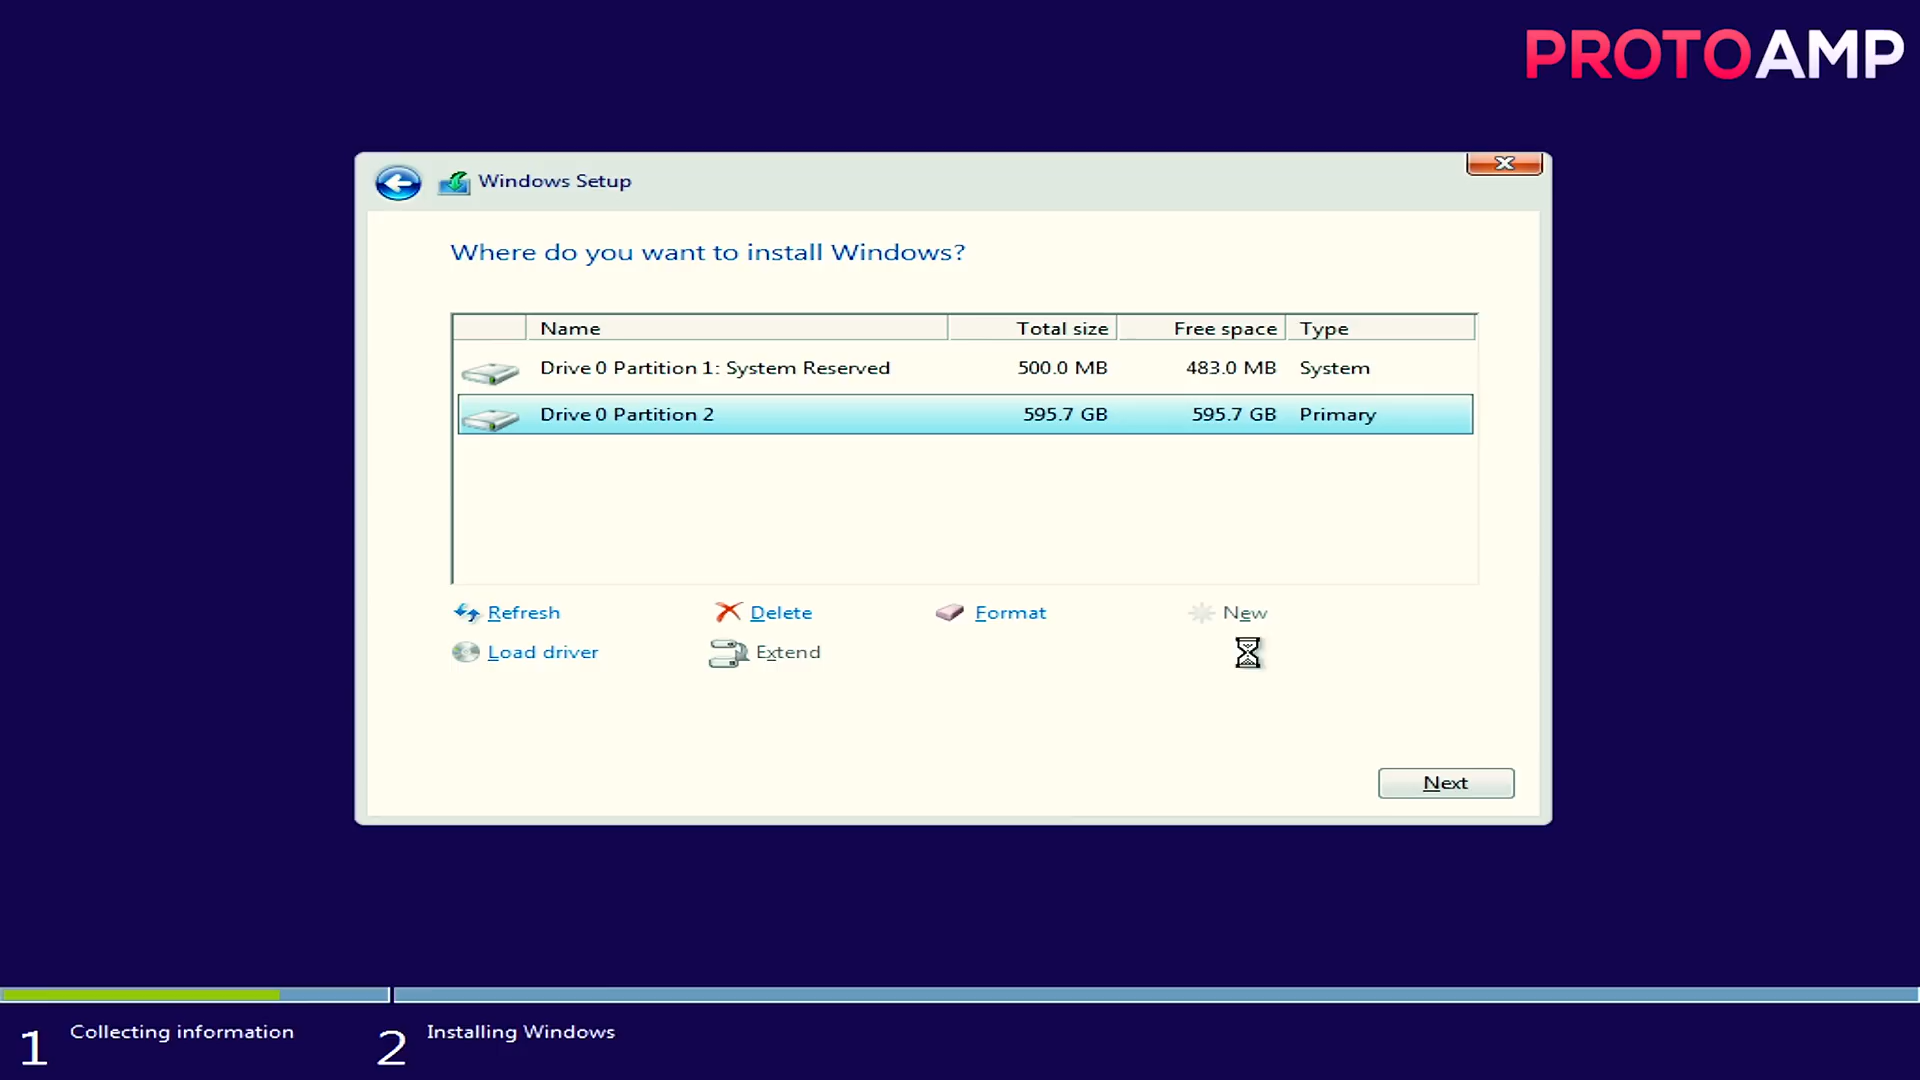 PROTOAMP
Windows Setup
Where do you want to install Windows?
Name Total size Free space Type
Drive 0 Partition 1: System Reserved 500.0 MB 483.0 MB System
Drive 0 Partition 2 595.7 GB 595.7 GB Primary
Refresh Delete Format New
Load driver Extend
Next
1 Collecting information 2 Installing Windows